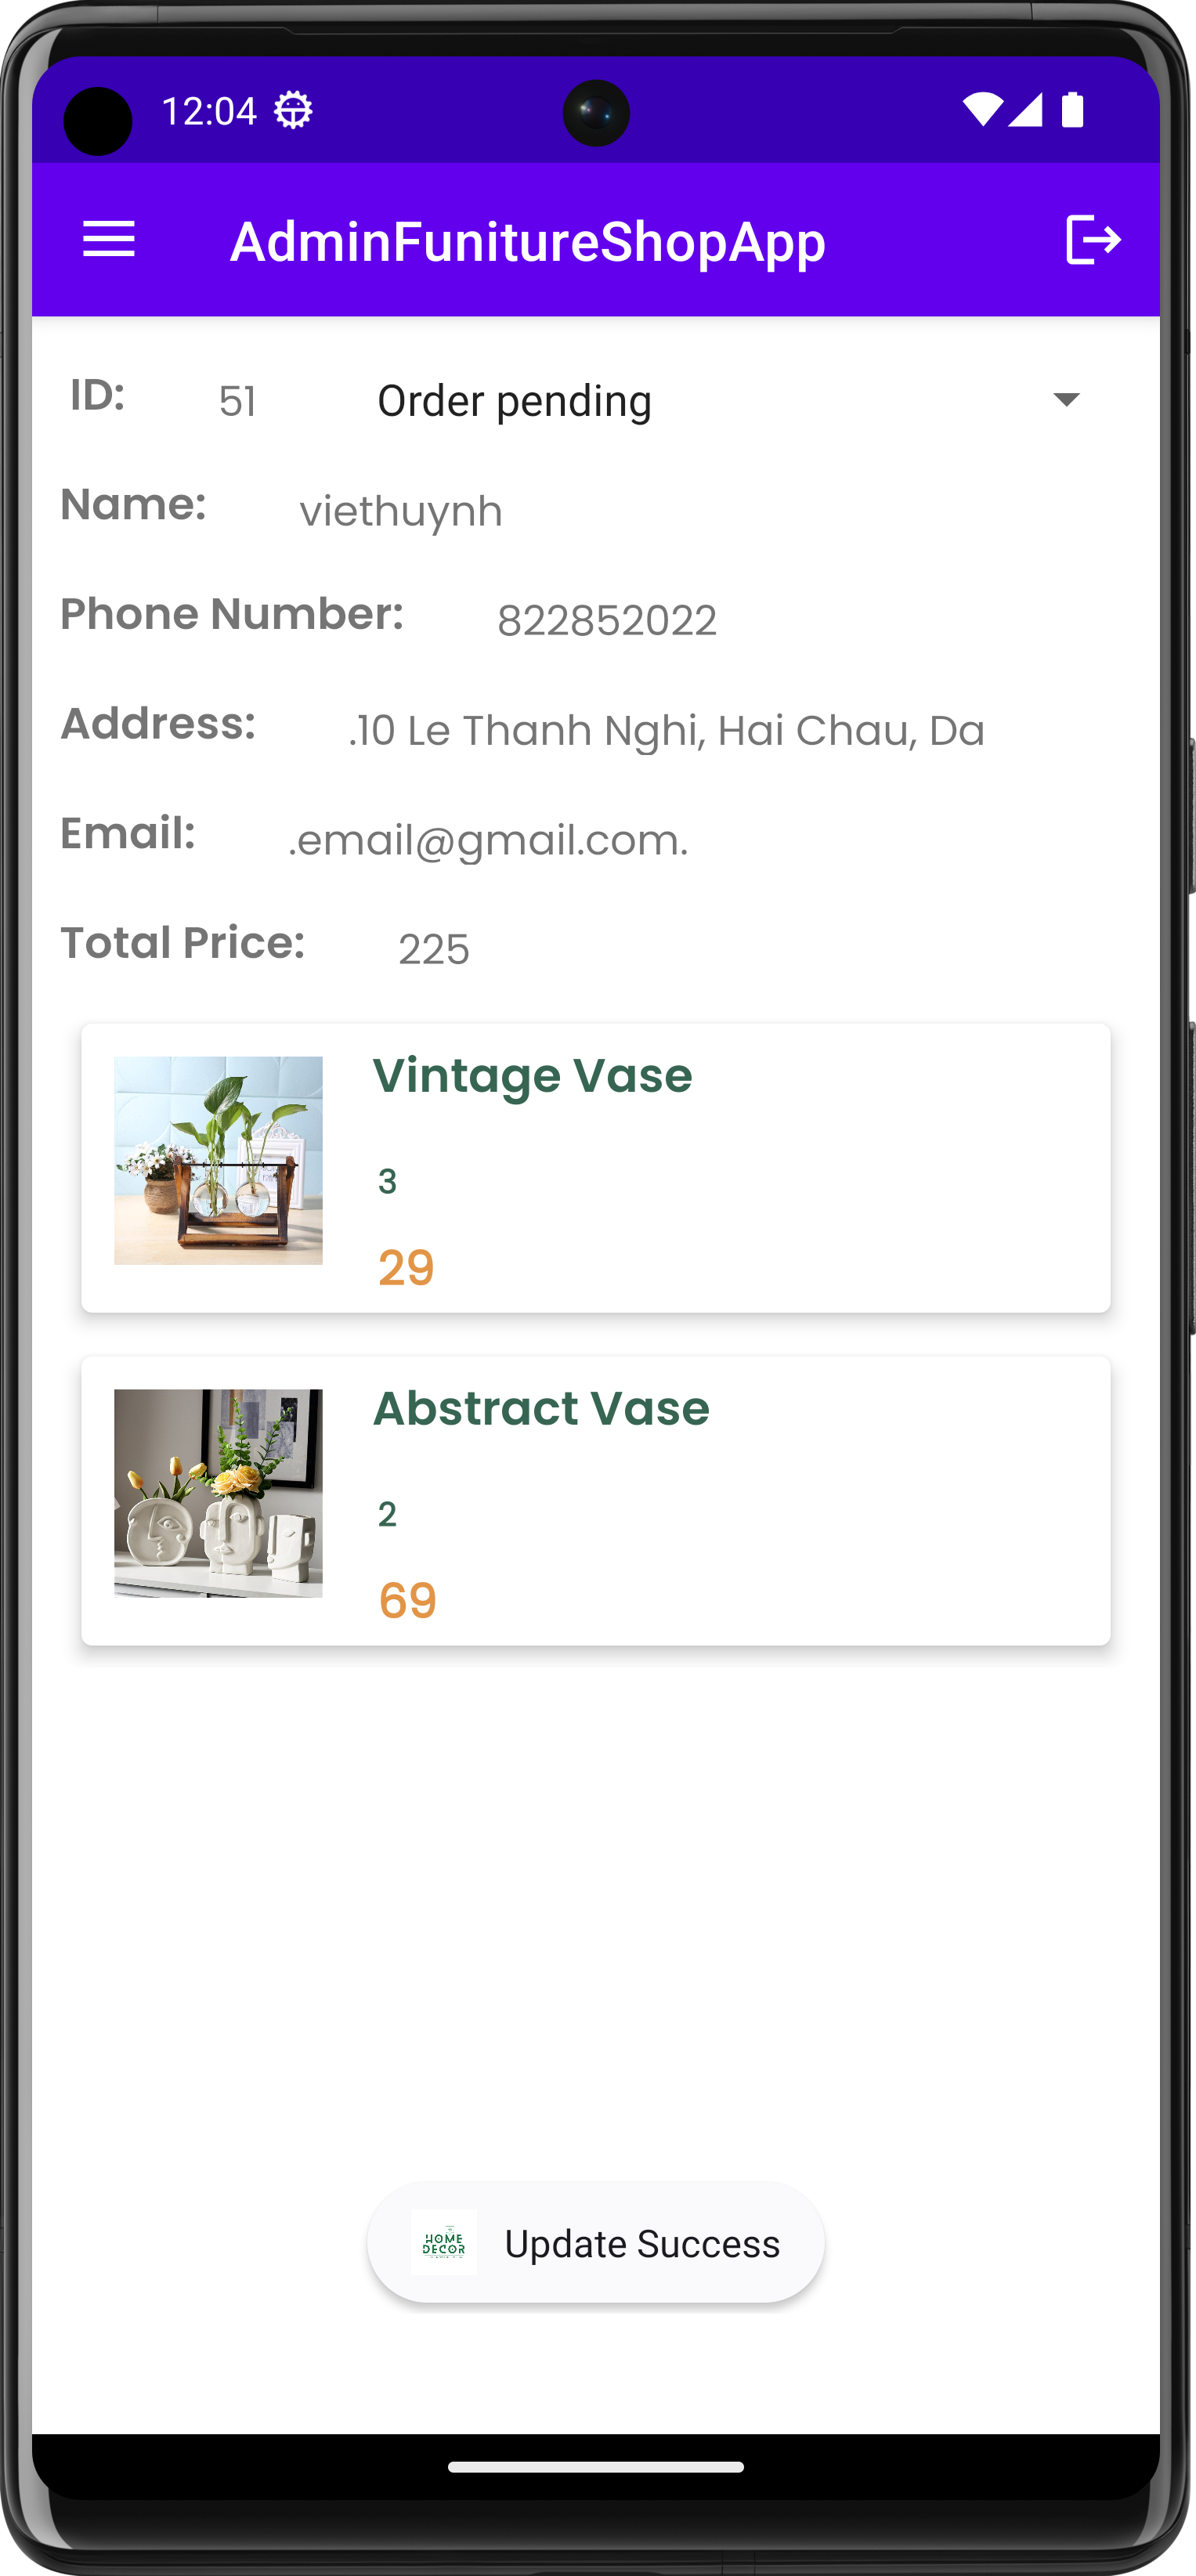 12:04
AdminFunitureShopApp
ID: 51 Order pending
Name: viethuynh
Phone Number: 822852022
Address: .10 Le Thanh Nghi, Hai Chau, Da
Email: .email@gmail.com.
Total Price: 225
Vintage Vase
3
29
Abstract Vase
2
69
HOME
DECOR
Update Success